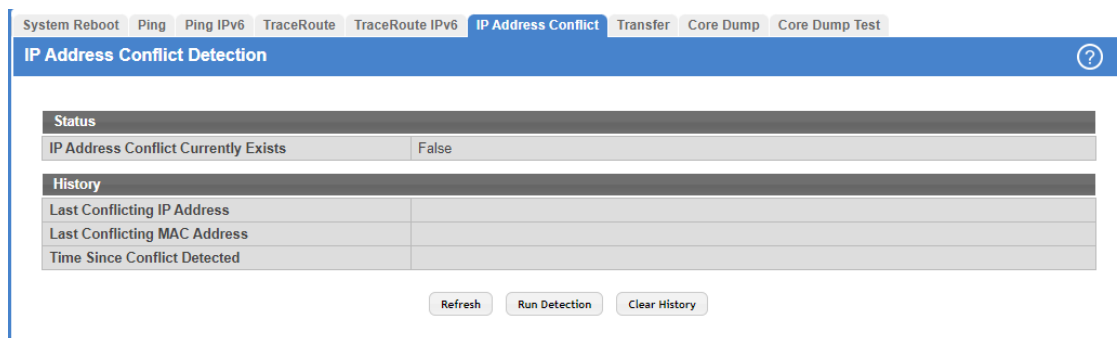 System Reboot Ping Ping IPv6 TraceRoute TraceRoute IPv6 IP Address Conflict Transfer Core Dump Core Dump Test
IP Address Conflict Detection ?
Status
IP Address Conflict Currently Exists False
History
Last Conflicting IP Address
Last Conflicting MAC Address
Time Since Conflict Detected
Refresh Run Detection Clear History